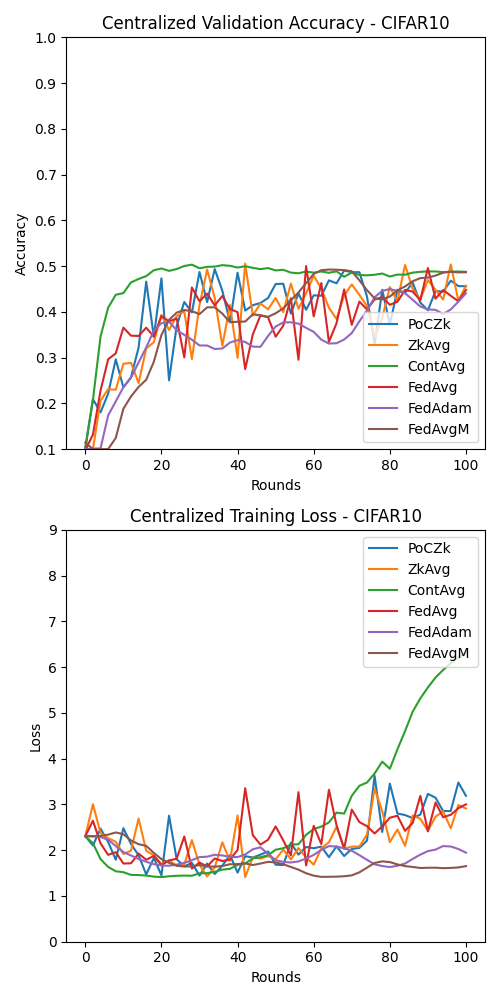 Centralized Validation Accuracy - CIFAR10
1.0
0.9
0.8
0.7
0.6
0.5
0.4
0.3
0.2
0.1
Accuracy
PoCZk
ZkAvg
ContAvg
FedAvg
FedAdam
FedAvgM
0 20 40 60 80 100
Rounds
Centralized Training Loss - CIFAR10
9
8
7
6
5
4
3
2
1
0
Loss
PoCZk
ZkAvg
ContAvg
FedAvg
FedAdam
FedAvgM
0 20 40 60 80 100
Rounds